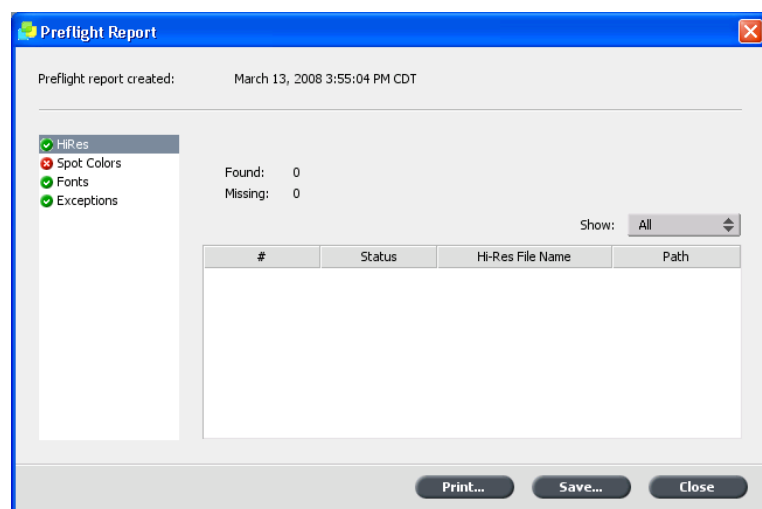 Preflight Report
Preflight report created: March 13, 2008 3:55:04 PM CDT
HiRes
Spot Colors
Fonts
Exceptions
Found: 0
Missing: 0
Show: All
# Status Hi-Res File Name Path
Print... Save... Close